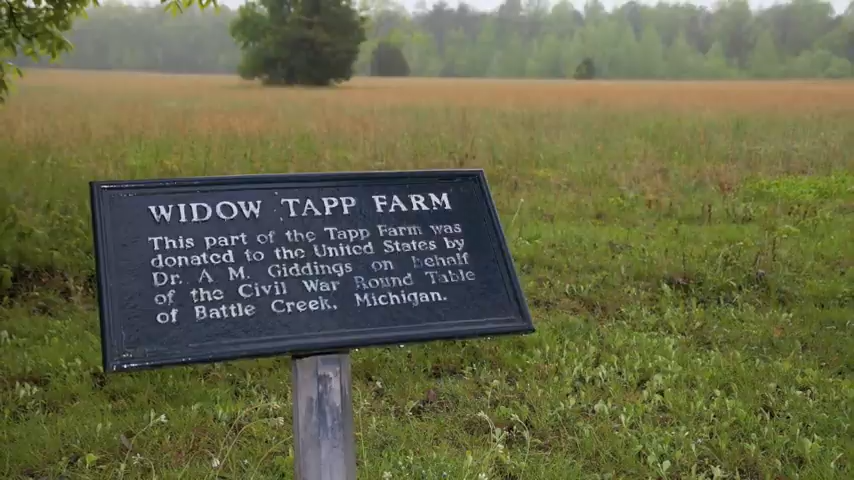 WIDOW TAPP FARM
This part of the Tapp Farm was
donated to the United States by
Dr. A. M. Giddings on behalf
of the Civil War Round Table
of Battle Creek, Michigan.